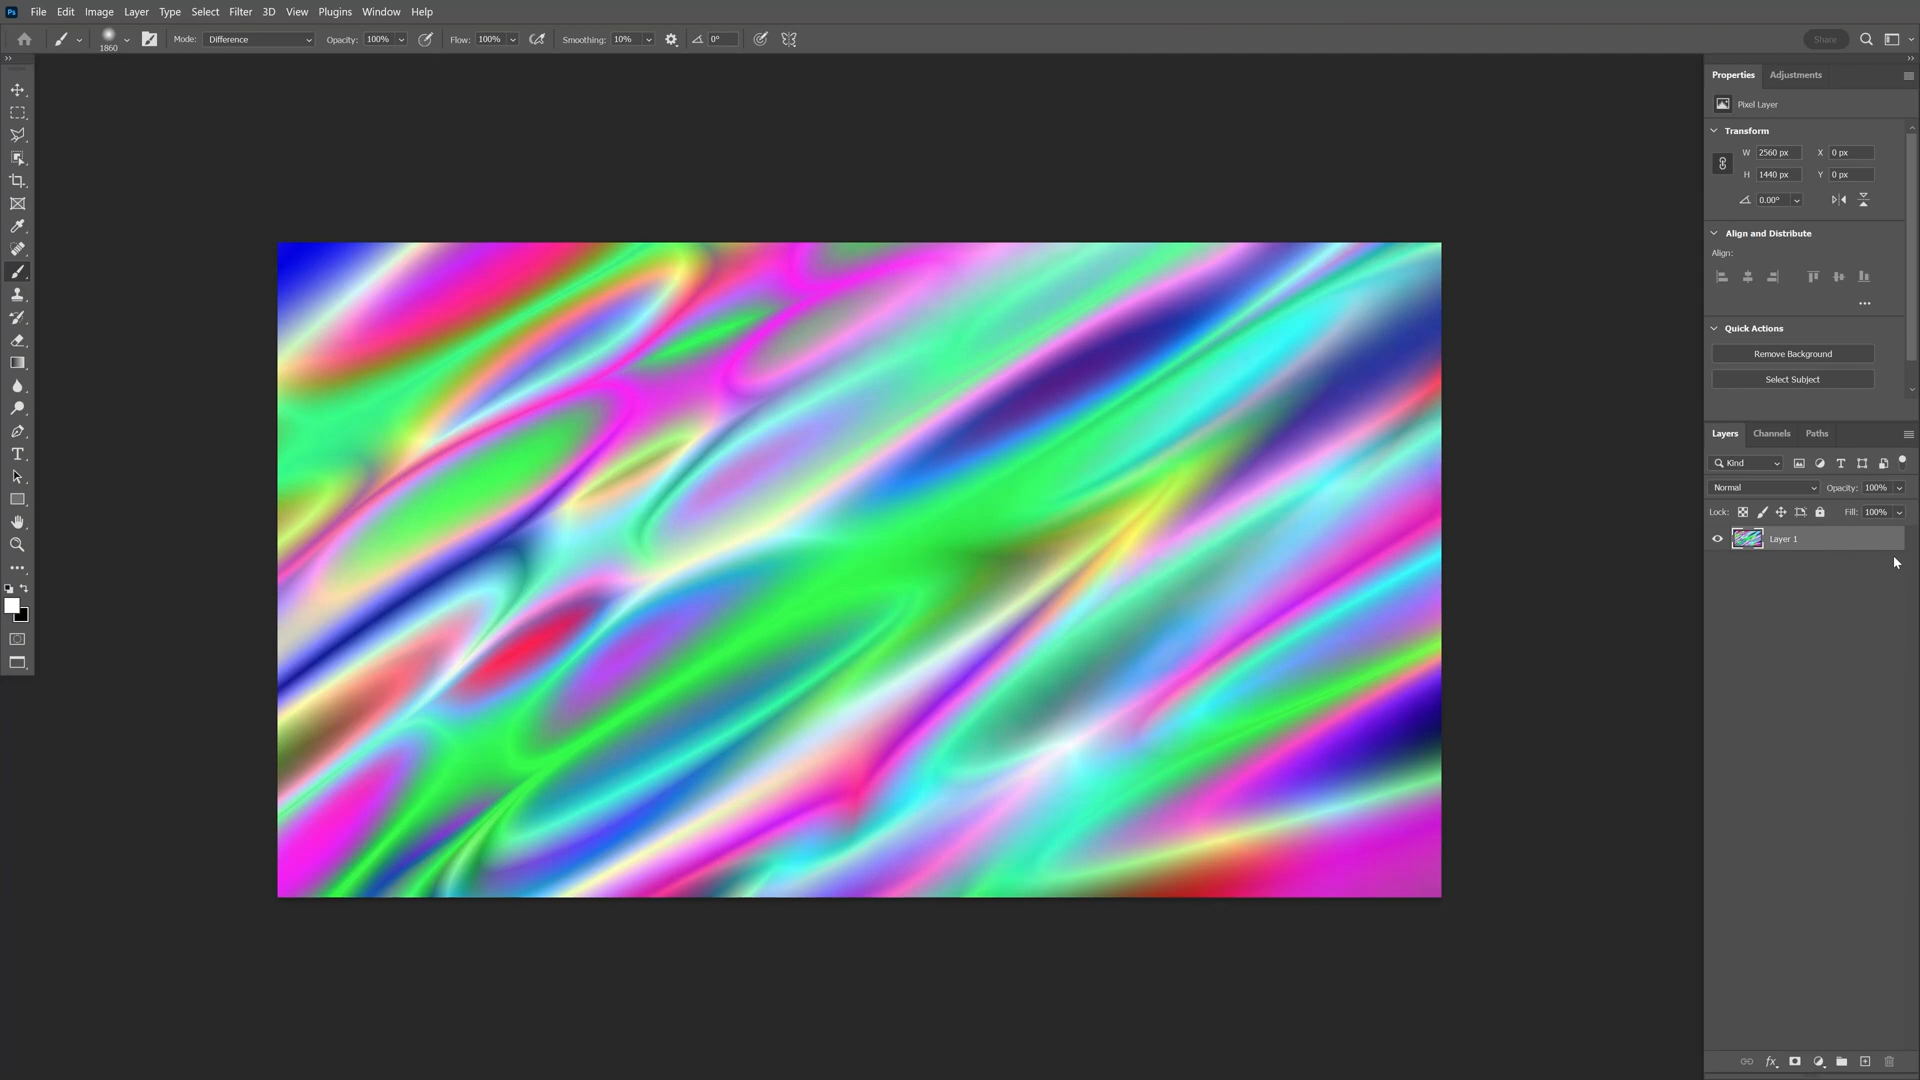 Ps File Edit Image Layer Type Select Filter 3D View Plugins Window Help
1860 Mode: Difference Opacity: 100% Flow: 100% Smoothing: 10% 0° Share
Properties Adjustments
Pixel Layer
Transform
W 2560 px X 0 px
H 1440 px Y 0 px
0.00°
Align and Distribute
Align:
Quick Actions
Remove Background
Select Subject
Layers Channels Paths
Kind
Normal Opacity: 100%
Lock: Fill: 100%
Layer 1
fx